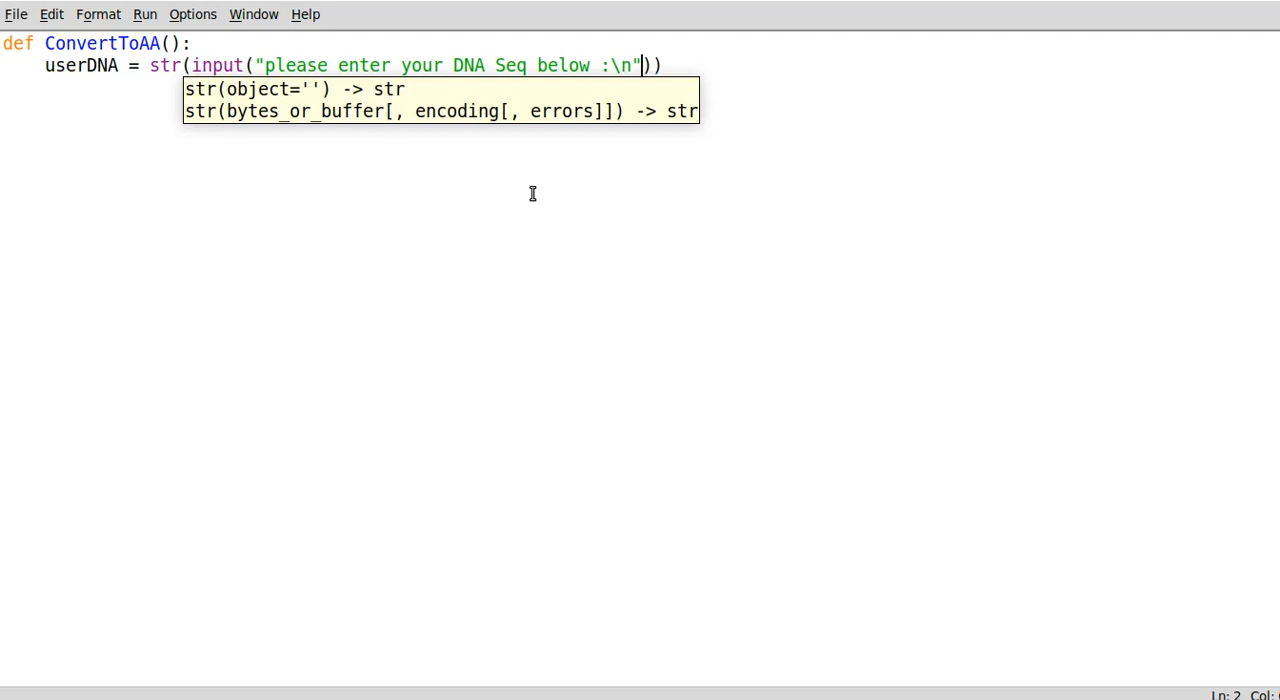 File Edit Format Run Options Window Help
def ConvertToAA():
    userDNA = str(input("please enter your DNA Seq below :\n"))
str(object='') -> str
str(bytes_or_buffer[, encoding[, errors]]) -> str
Ln: 2 Col: